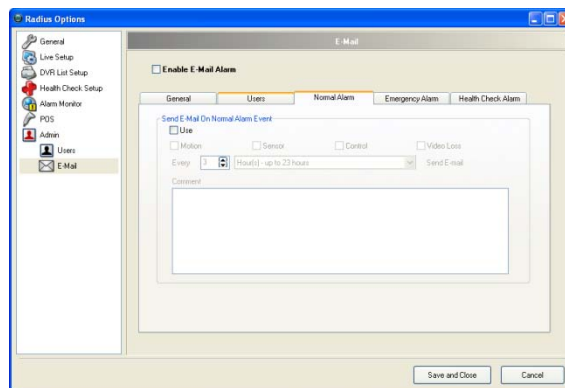 Radius Options
General
Live Setup
DVR List Setup
Health Check Setup
Alarm Monitor
POS
Admin
Users
E-Mail
E-Mail
Enable E-Mail Alarm
General Users Normal Alarm Emergency Alarm Health Check Alarm
Send E-Mail On Normal Alarm Event
Use
Motion Sensor Control Video Loss
Every 3 Hour(s) - up to 23 hours Send E-mail
Comment
Save and Close Cancel